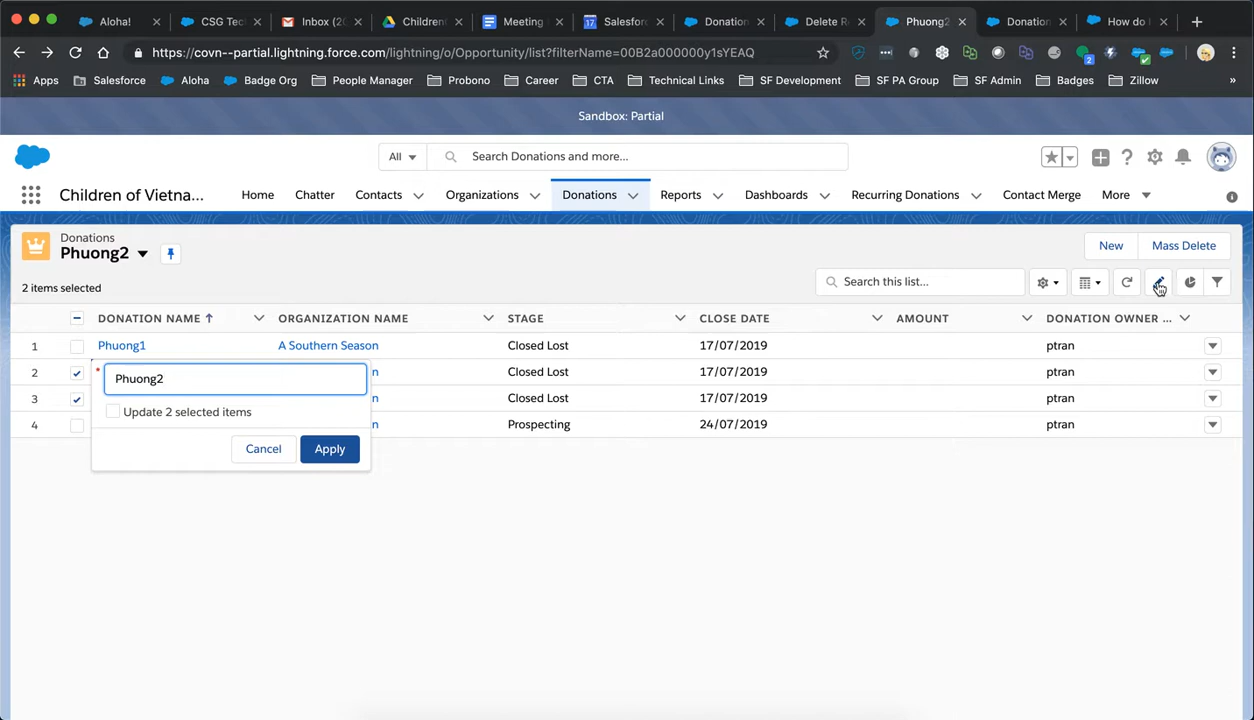 Aloha!
CSG Tec
Inbox (2
Children
Meeting
17 Salesforc
Donation
Delete Re
Phuong2
Donation
How do I
https://covn--partial.lightning.force.com/lightning/o/Opportunity/list?filterName=00B2a000000y1sYEAQ
2
Apps Salesforce Aloha Badge Org People Manager Probono Career CTA Technical Links SF Development SF PA Group SF Admin Badges Zillow »
Sandbox: Partial
All Search Donations and more...
Children of Vietna... Home Chatter Contacts Organizations Donations Reports Dashboards Recurring Donations Contact Merge More
Donations
Phuong2
New Mass Delete
2 items selected
Search this list...
DONATION NAME ↑ ORGANIZATION NAME STAGE CLOSE DATE AMOUNT DONATION OWNER ...
1 Phuong1 A Southern Season Closed Lost 17/07/2019 ptran
2 n Closed Lost 17/07/2019 ptran
* Phuong2
3 n Closed Lost 17/07/2019 ptran
Update 2 selected items
4 n Prospecting 24/07/2019 ptran
Cancel Apply